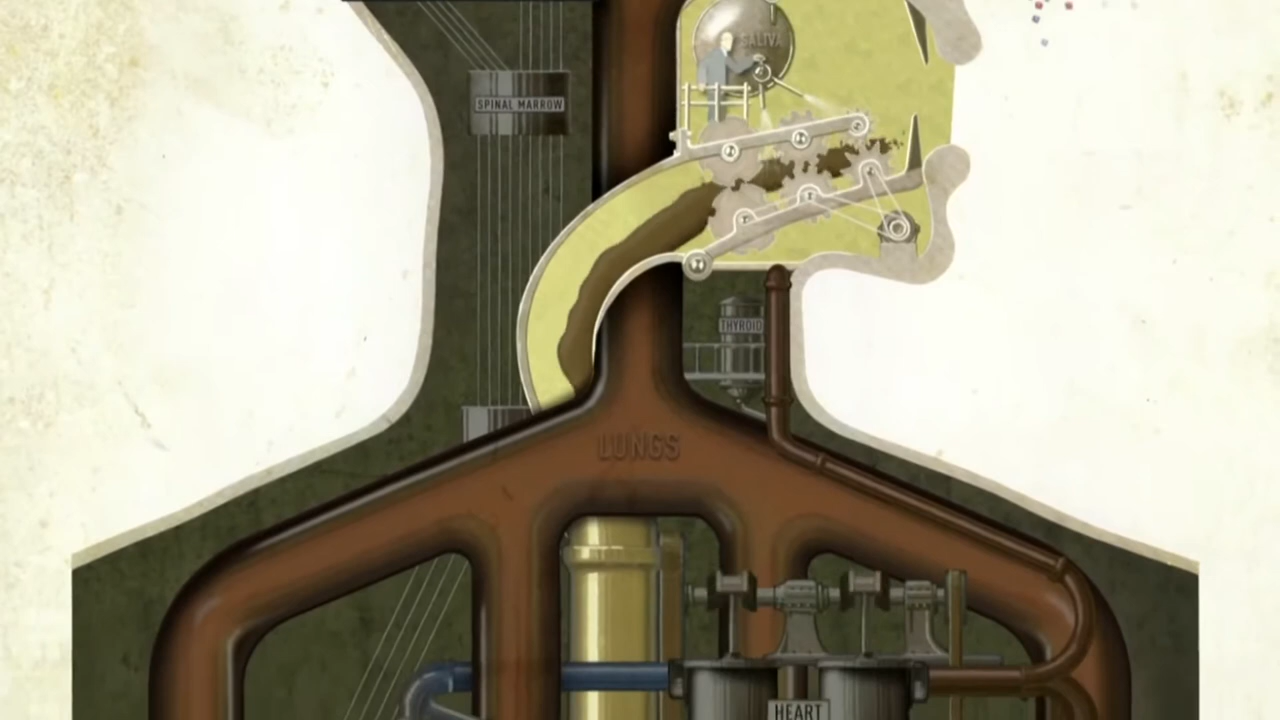 SALIVA
SPINAL MARROW
THYROID
LUNGS
HEART